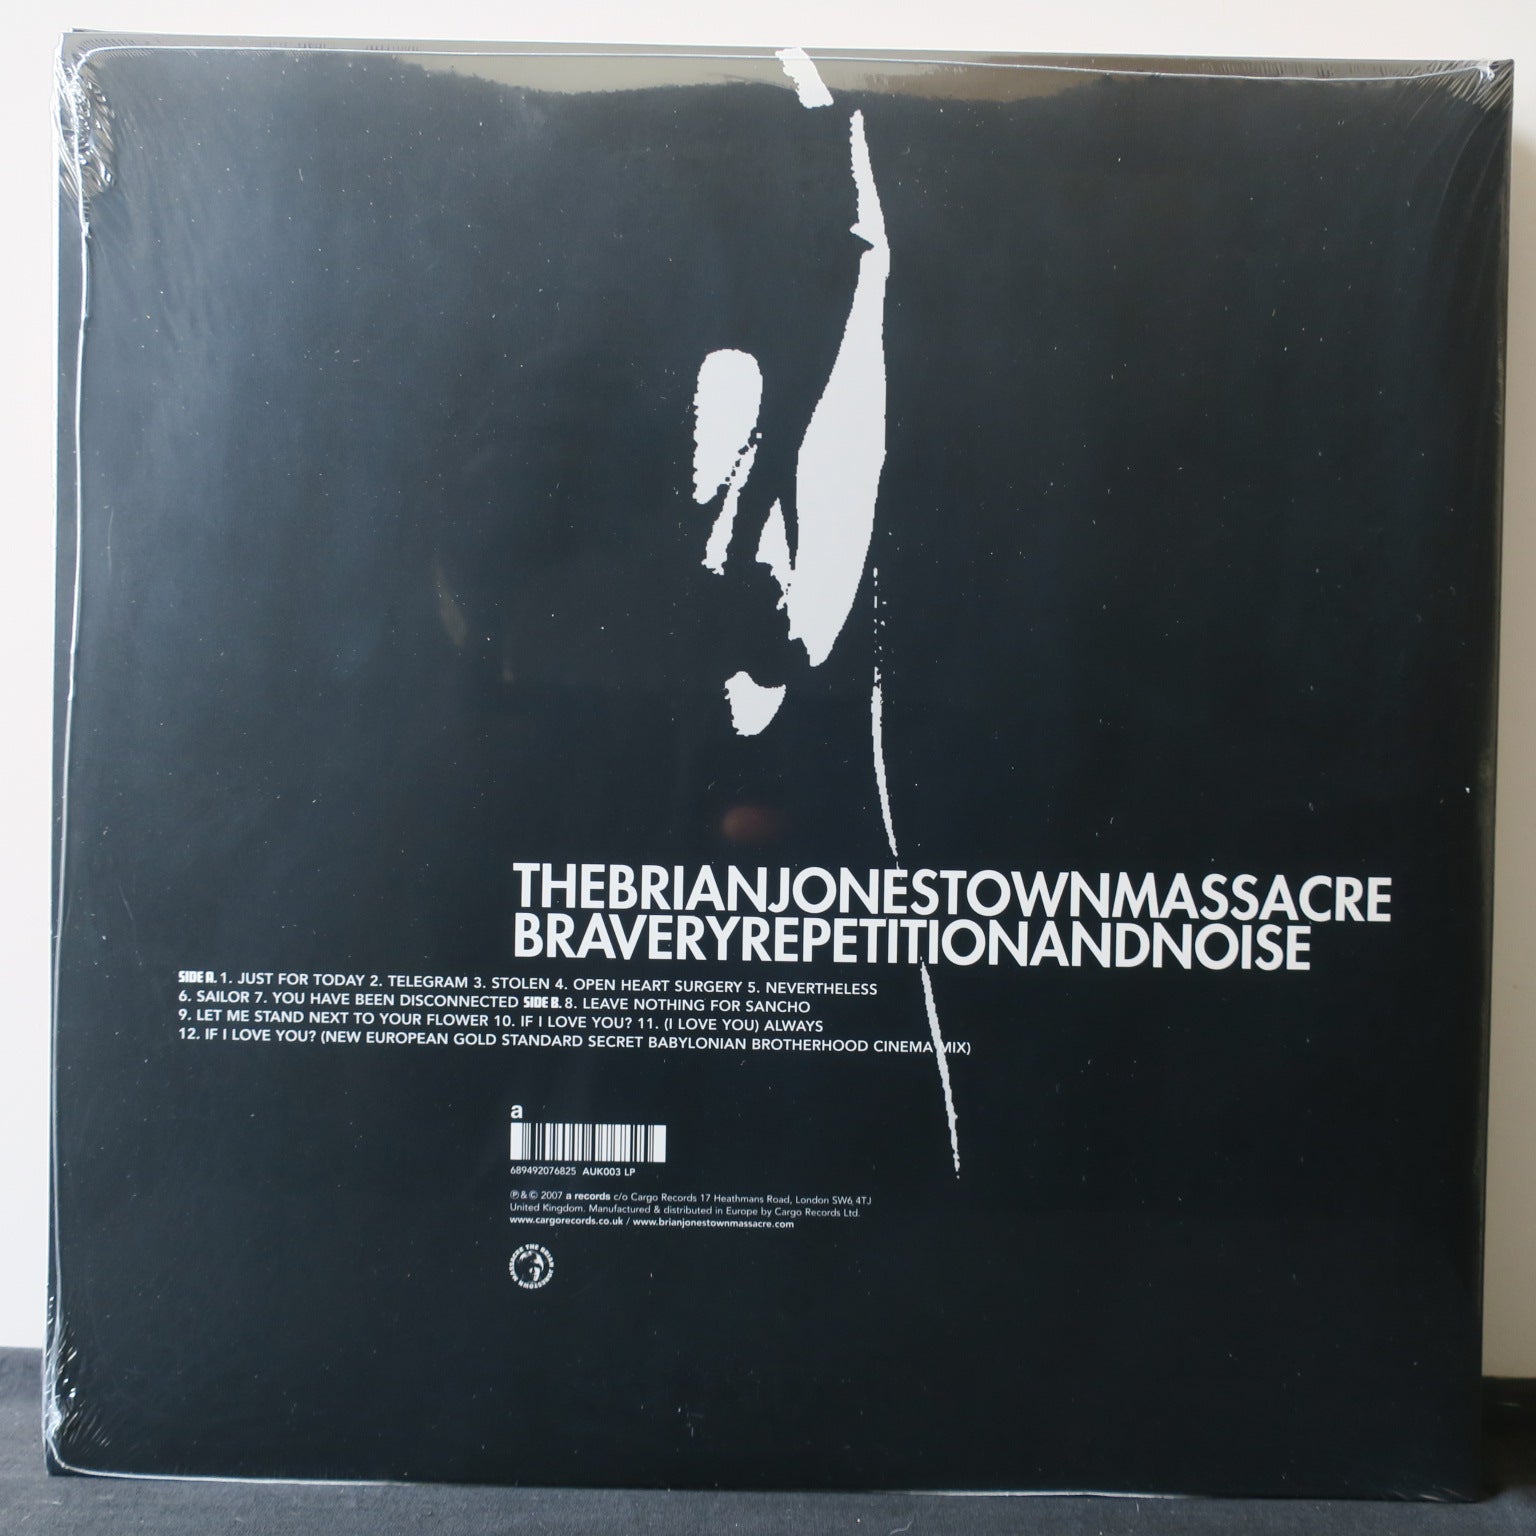 THEBRIANJONESTOWNMASSACRE
BRAVERYREPETITIONANDNOISE
SIDE A. 1. JUST FOR TODAY 2. TELEGRAM 3. STOLEN 4. OPEN HEART SURGERY 5. NEVERTHELESS
6. SAILOR 7. YOU HAVE BEEN DISCONNECTED SIDE B. 8. LEAVE NOTHING FOR SANCHO
9. LET ME STAND NEXT TO YOUR FLOWER 10. IF I LOVE YOU? 11. (I LOVE YOU) ALWAYS
12. IF I LOVE YOU? (NEW EUROPEAN GOLD STANDARD SECRET BABYLONIAN BROTHERHOOD CINEMA MIX)
a
689492076825 AUK003 LP
℗ & © 2007 a records c/o Cargo Records 17 Heathmans Road, London SW6 4TJ
United Kingdom. Manufactured & distributed in Europe by Cargo Records Ltd.
www.cargorecords.co.uk / www.brianjonestownmassacre.com
THE BRIAN JONESTOWN MASSACRE